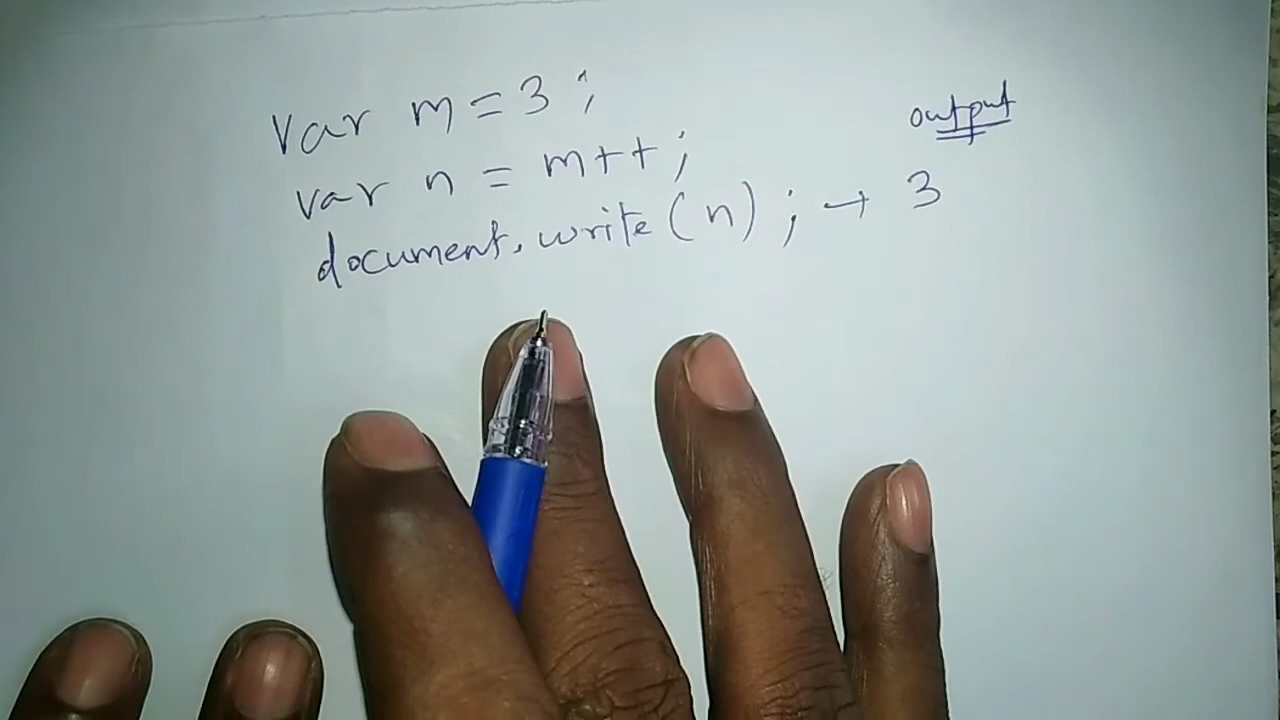 var m = 3 ;
var n = m++ ;
document.write(n) ; → 3
output